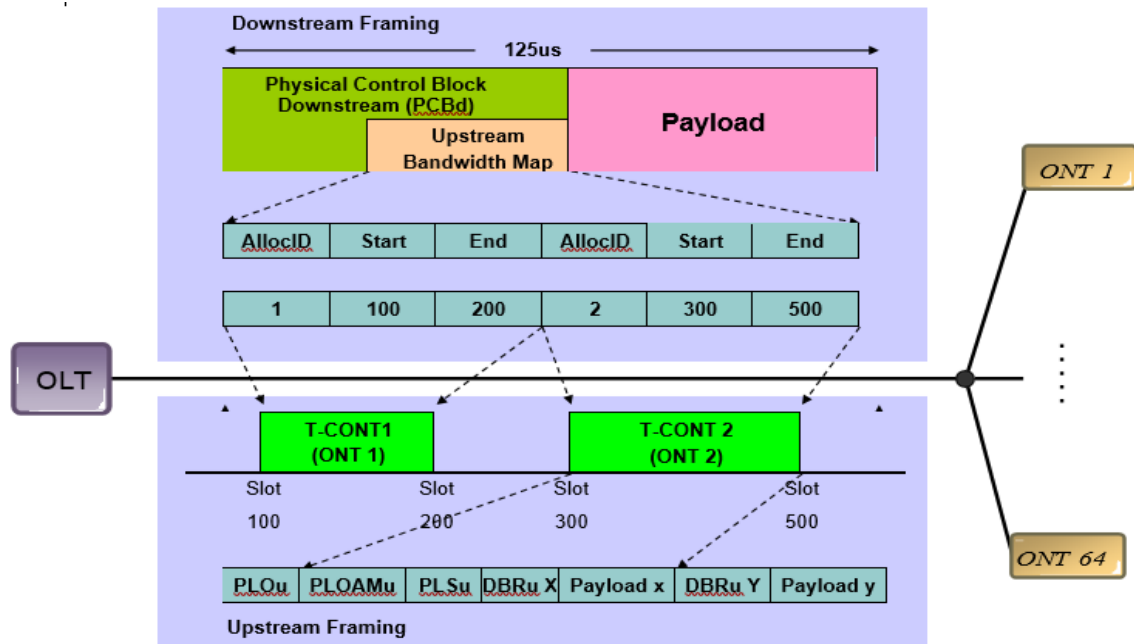 Downstream Framing
125us
Physical Control Block
Downstream (PCBd)
Upstream
Bandwidth Map
Payload
AllocID Start End AllocID Start End
1 100 200 2 300 500
OLT
ONT 1
ONT 64
T-CONT1
(ONT 1)
T-CONT 2
(ONT 2)
Slot Slot Slot Slot
100 200 300 500
PLOu PLOAMu PLSu DBRu X Payload x DBRu Y Payload y
Upstream Framing